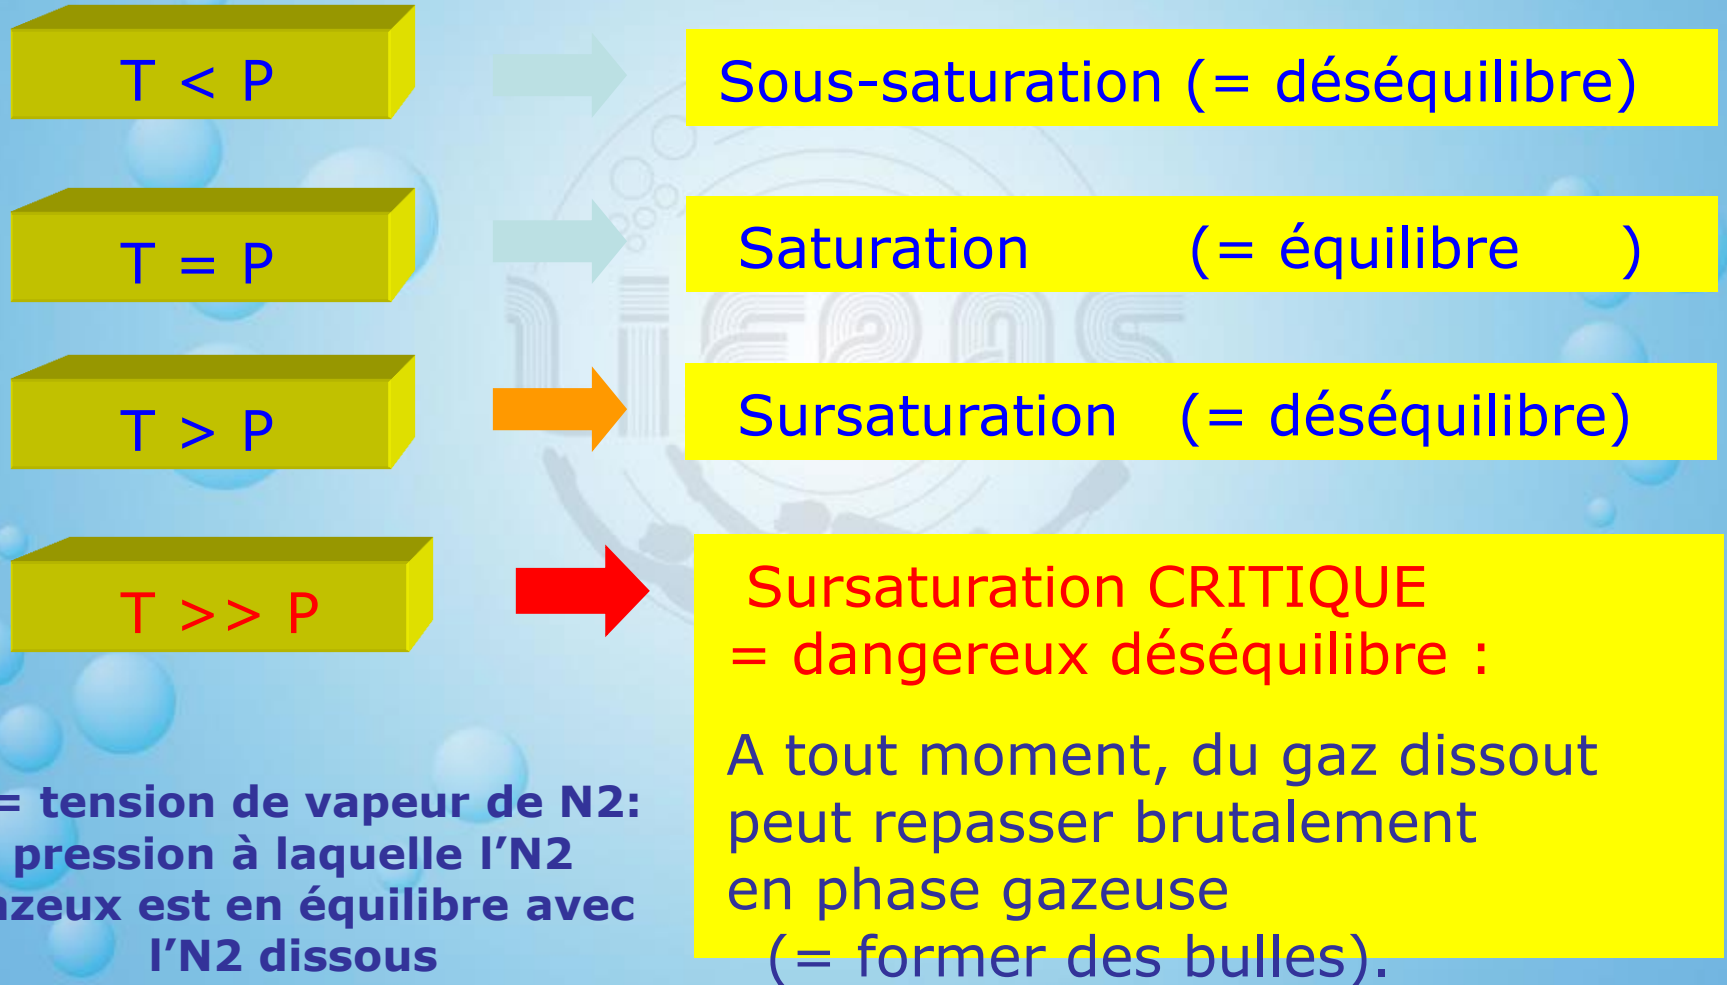 T < P
Sous-saturation (= déséquilibre)
T = P
Saturation (= équilibre )
T > P
Sursaturation (= déséquilibre)
T >> P
Sursaturation CRITIQUE
= dangereux déséquilibre :
A tout moment, du gaz dissout
peut repasser brutalement
en phase gazeuse
(= former des bulles).
= tension de vapeur de N2:
pression à laquelle l’N2
azeux est en équilibre avec
l’N2 dissous
LIFRAS